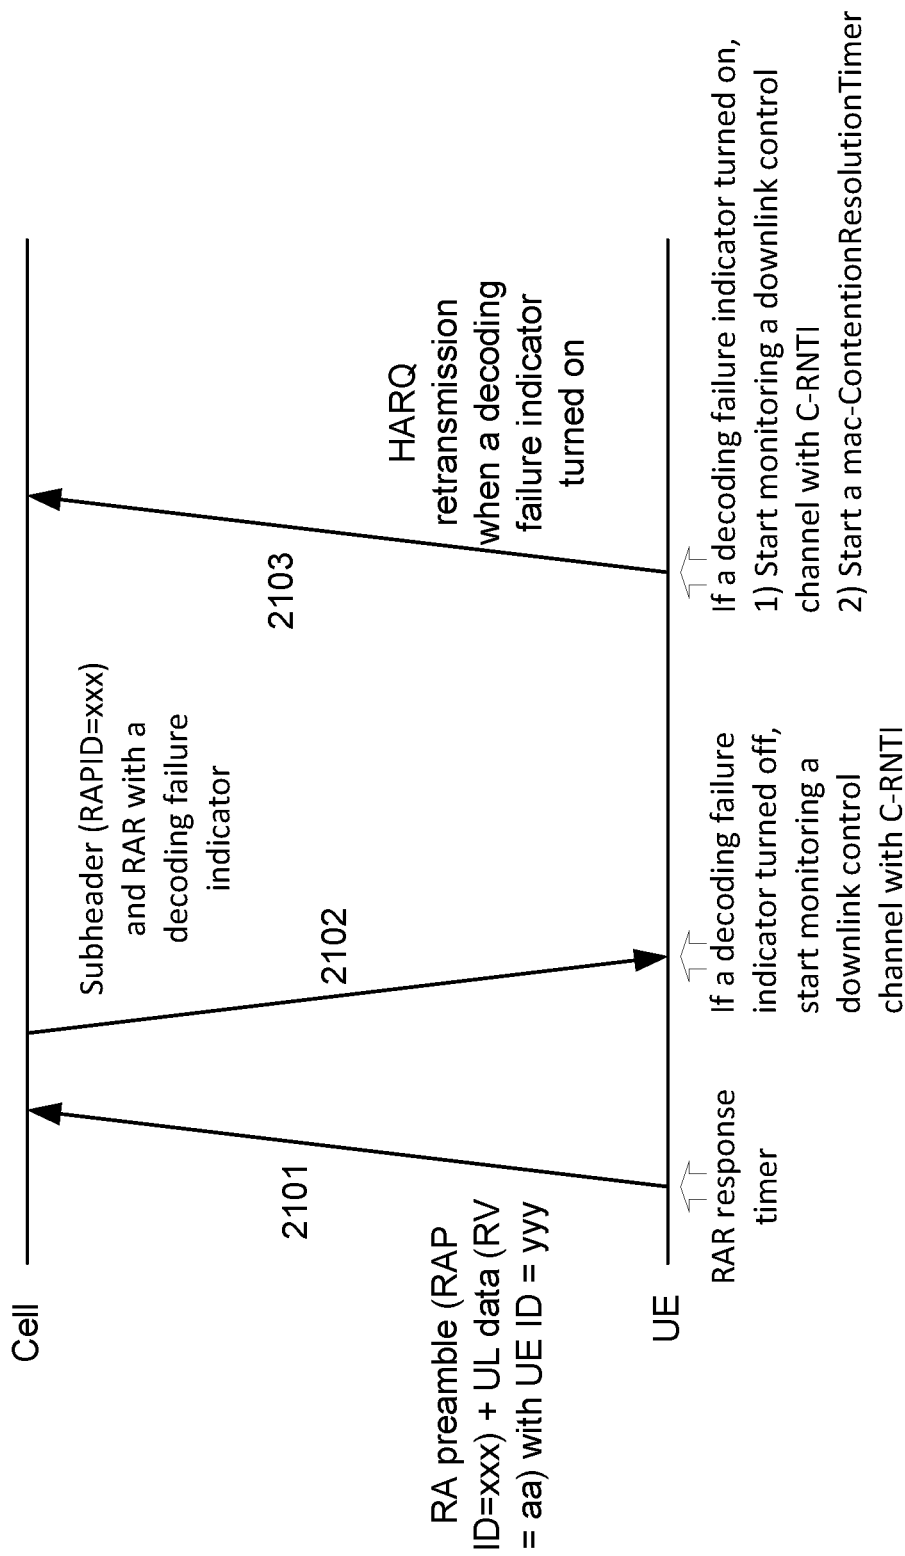 Cell
RA preamble (RAP
ID=xxx) + UL data (RV
= aa) with UE ID = yyy
2101
UE
RAR response
timer
Subheader (RAPID=xxx)
and RAR with a
decoding failure
indicator
2102
If a decoding failure
indicator turned off,
start monitoring a
downlink control
channel with C-RNTI
2103
HARQ
retransmission
when a decoding
failure indicator
turned on
If a decoding failure indicator turned on,
1) Start monitoring a downlink control
channel with C-RNTI
2) Start a mac-ContentionResolutionTimer